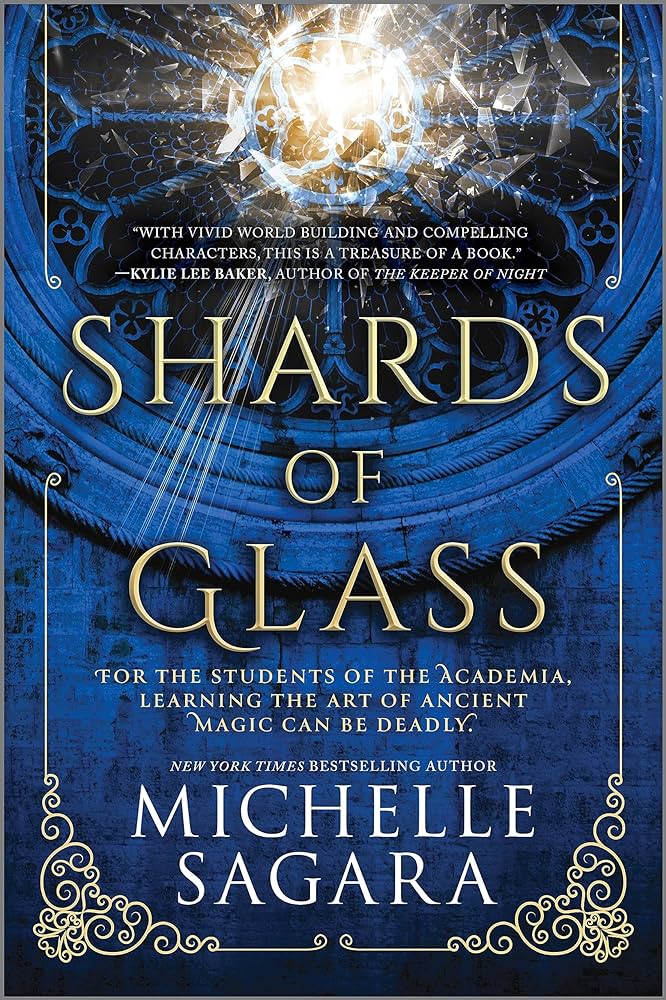 “WITH VIVID WORLD BUILDING AND COMPELLING
CHARACTERS, THIS IS A TREASURE OF A BOOK.”
—KYLIE LEE BAKER, AUTHOR OF THE KEEPER OF NIGHT
SHARDS
OF
GLASS
FOR THE STUDENTS OF THE ACADEMIA,
LEARNING THE ART OF ANCIENT
MAGIC CAN BE DEADLY.
NEW YORK TIMES BESTSELLING AUTHOR
MICHELLE
SAGARA